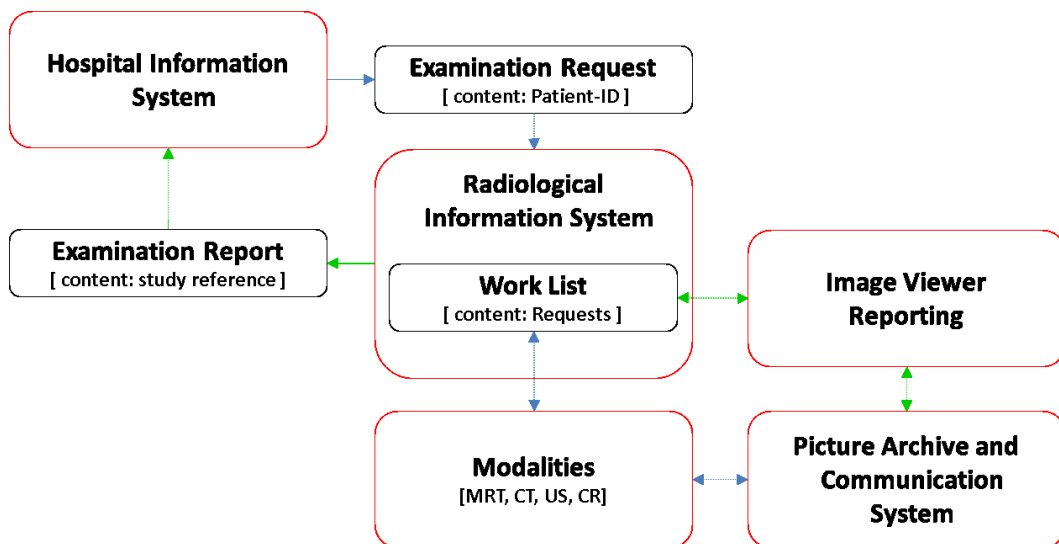 Hospital Information
System
Examination Request
[ content: Patient-ID ]
Radiological
Information System
Examination Report
[ content: study reference ]
Work List
[ content: Requests ]
Image Viewer
Reporting
Modalities
[MRT, CT, US, CR]
Picture Archive and
Communication
System